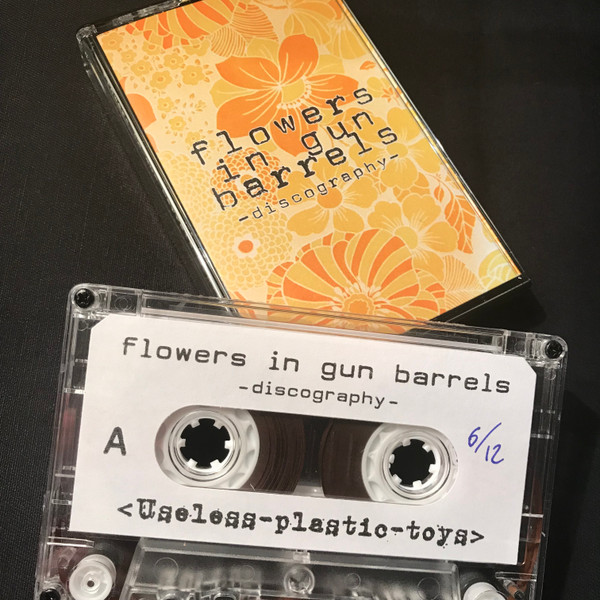 flowers
in gun
barrels
-discography-
flowers in gun barrels
-discography-
A
6/12
<Useless-plastic-toys>